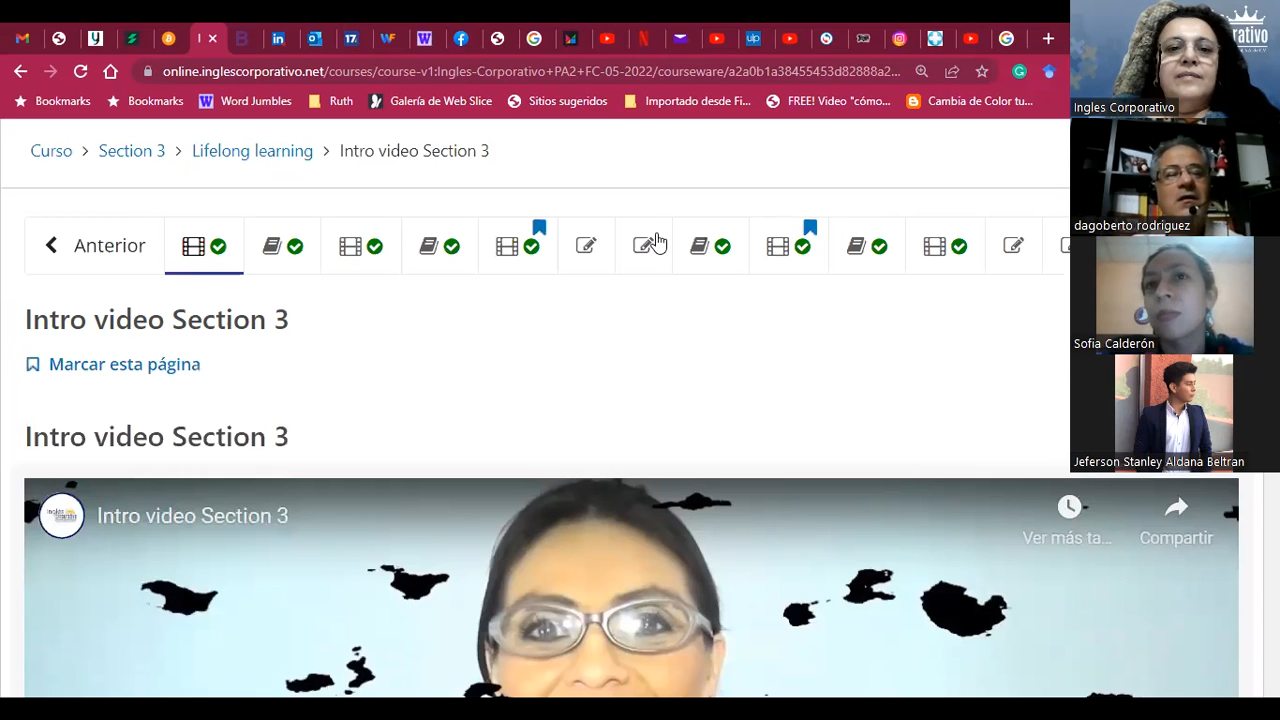 online.inglescorporativo.net/courses/course-v1:Ingles-Corporativo+PA2+FC-05-2022/courseware/a2a0b1a38455453d82888a2...
Bookmarks
Bookmarks
Word Jumbles
Ruth
Galería de Web Slice
Sitios sugeridos
Importado desde Fi...
FREE! Video "cómo...
Cambia de Color tu...
Curso > Section 3 > Lifelong learning > Intro video Section 3
Anterior
Intro video Section 3
Marcar esta página
Intro video Section 3
Intro video Section 3
Ver más ta...
Compartir
Ingles Corporativo
dagoberto rodríguez
Sofia Calderón
Jeferson Stanley Aldana Beltran